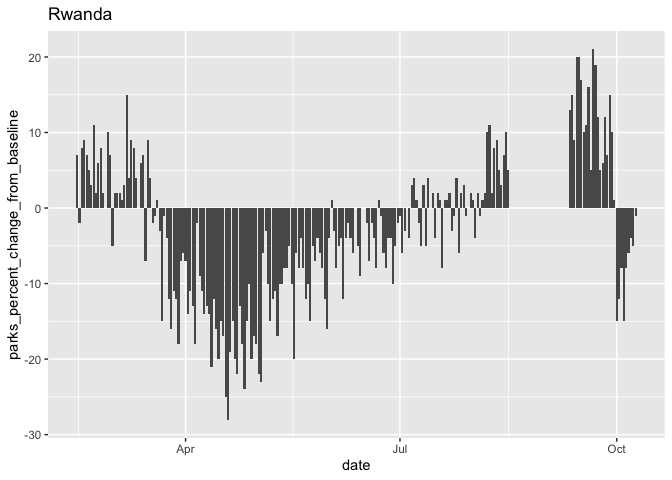 Rwanda
parks_percent_change_from_baseline
20
10
0
-10
-20
-30
Apr
Jul
Oct
date